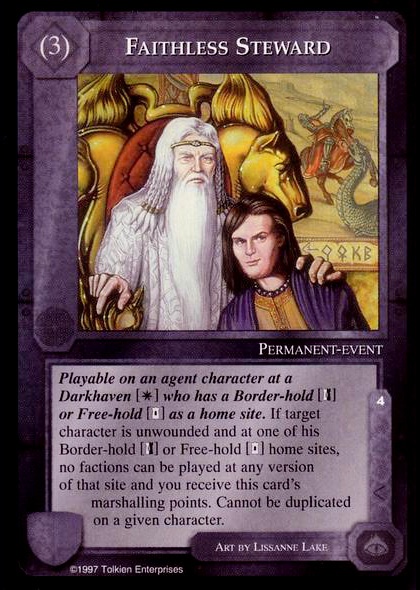 (3)
FAITHLESS STEWARD
PERMANENT-EVENT
Playable on an agent character at a
Darkhaven [✶] who has a Border-hold [ ]
or Free-hold [ ] as a home site. If target
character is unwounded and at one of his
Border-hold [ ] or Free-hold [ ] home sites,
no factions can be played at any version
of that site and you receive this card's
marshalling points. Cannot be duplicated
on a given character.
4
ART BY LISSANNE LAKE
©1997 Tolkien Enterprises